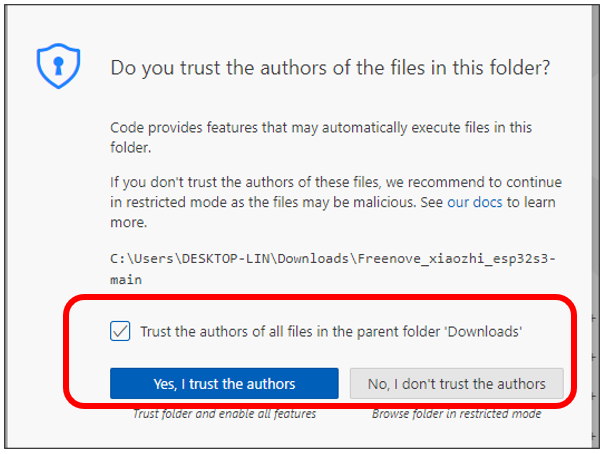 Do you trust the authors of the files in this folder?
Code provides features that may automatically execute files in this
folder.
If you don't trust the authors of these files, we recommend to continue
in restricted mode as the files may be malicious. See our docs to learn
more.
C:\Users\DESKTOP-LIN\Downloads\Freenove_xiaozhi_esp32s3-
main
Trust the authors of all files in the parent folder 'Downloads'
Yes, I trust the authors
No, I don't trust the authors
Trust folder and enable all features
Browse folder in restricted mode